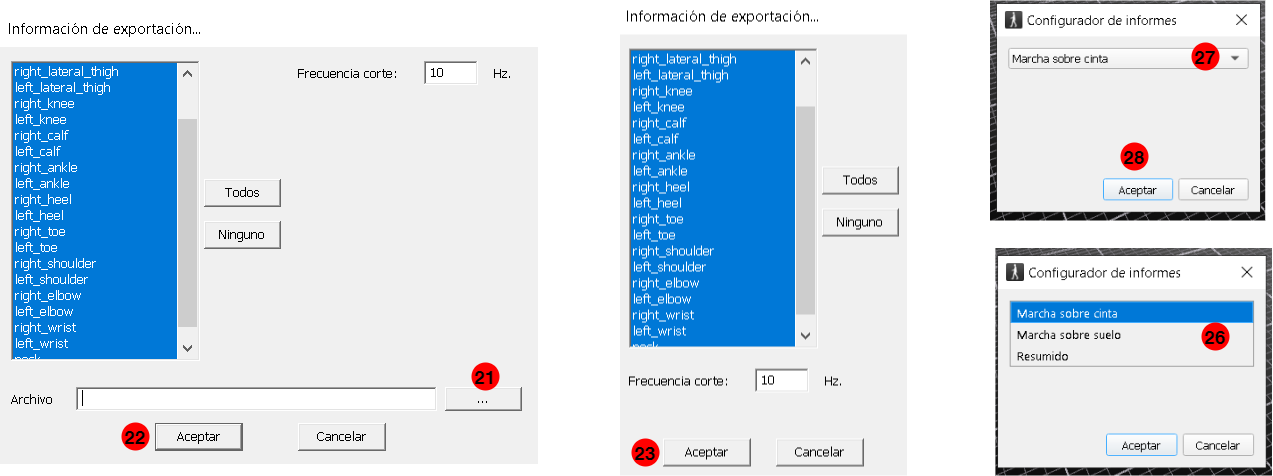 Información de exportación...
right_lateral_thigh
left_lateral_thigh
right_knee
left_knee
right_calf
left_calf
right_ankle
left_ankle
right_heel
left_heel
right_toe
left_toe
right_shoulder
left_shoulder
right_elbow
left_elbow
right_wrist
left_wrist
neck
Frecuencia corte: 10 Hz.
Todos
Ninguno
21
Archivo ...
22 Aceptar Cancelar
Información de exportación...
right_lateral_thigh
left_lateral_thigh
right_knee
left_knee
right_calf
left_calf
right_ankle
left_ankle
right_heel
left_heel
right_toe
left_toe
right_shoulder
left_shoulder
right_elbow
left_elbow
right_wrist
left_wrist
neck
Todos
Ninguno
Frecuencia corte: 10 Hz.
23 Aceptar Cancelar
Configurador de informes
Marcha sobre cinta 27
28
Aceptar Cancelar
Configurador de informes
Marcha sobre cinta
Marcha sobre suelo 26
Resumido
Aceptar Cancelar